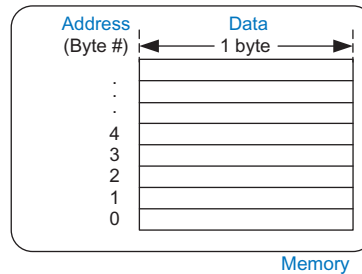 Address Data
(Byte #) 1 byte
.
.
.
4
3
2
1
0
Memory